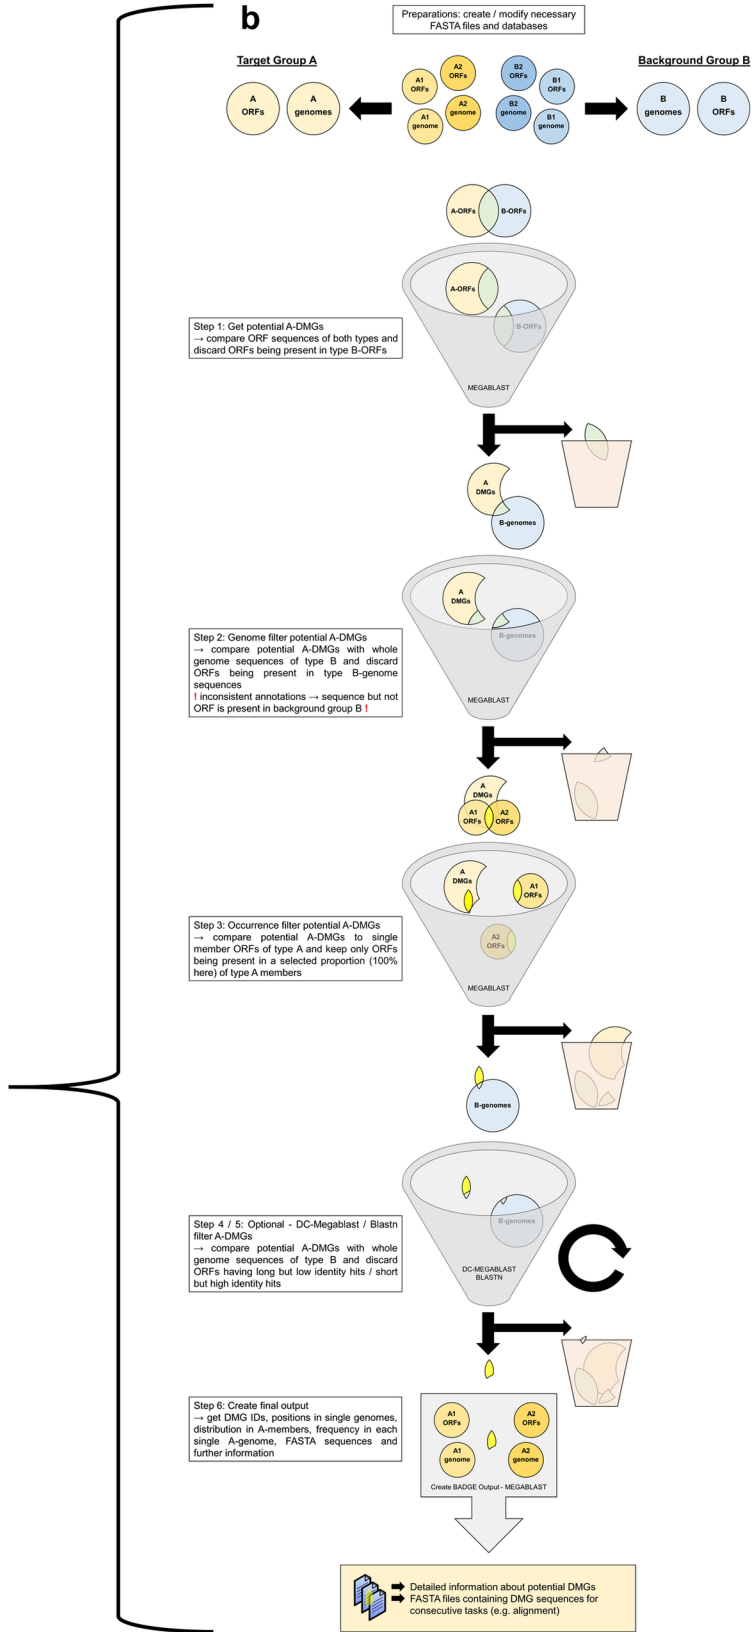 b
Preparations: create / modify necessary
FASTA files and databases
Target Group A
Background Group B
A
ORFs
A
genomes
A1
ORFs
A2
ORFs
A1
genome
A2
genome
B2
ORFs
B1
ORFs
B2
genome
B1
genome
B
genomes
B
ORFs
A-ORFs
B-ORFs
A-ORFs
B-ORFs
MEGABLAST
Step 1: Get potential A-DMGs
→ compare ORF sequences of both types and
discard ORFs being present in type B-ORFs
A
DMGs
B-genomes
A
DMGs
B-genomes
MEGABLAST
Step 2: Genome filter potential A-DMGs
→ compare potential A-DMGs with whole
genome sequences of type B and discard
ORFs being present in type B-genome
sequences
! inconsistent annotations → sequence but not
ORF is present in background group B !
A
DMGs
A1
ORFs
A2
ORFs
A
DMGs
A1
ORFs
A2
ORFs
MEGABLAST
Step 3: Occurrence filter potential A-DMGs
→ compare potential A-DMGs to single
member ORFs of type A and keep only ORFs
being present in a selected proportion (100%
here) of type A members
B-genomes
B-genomes
DC-MEGABLAST
BLASTN
Step 4 / 5: Optional - DC-Megablast / Blastn
filter A-DMGs
→ compare potential A-DMGs with whole
genome sequences of type B and discard
ORFs having long but low identity hits / short
but high identity hits
Step 6: Create final output
→ get DMG IDs, positions in single genomes,
distribution in A-members, frequency in each
single A-genome, FASTA sequences and
further information
A1
ORFs
A2
ORFs
A1
genome
A2
genome
Create BADGE Output - MEGABLAST
Detailed information about potential DMGs
FASTA files containing DMG sequences for
consecutive tasks (e.g. alignment)